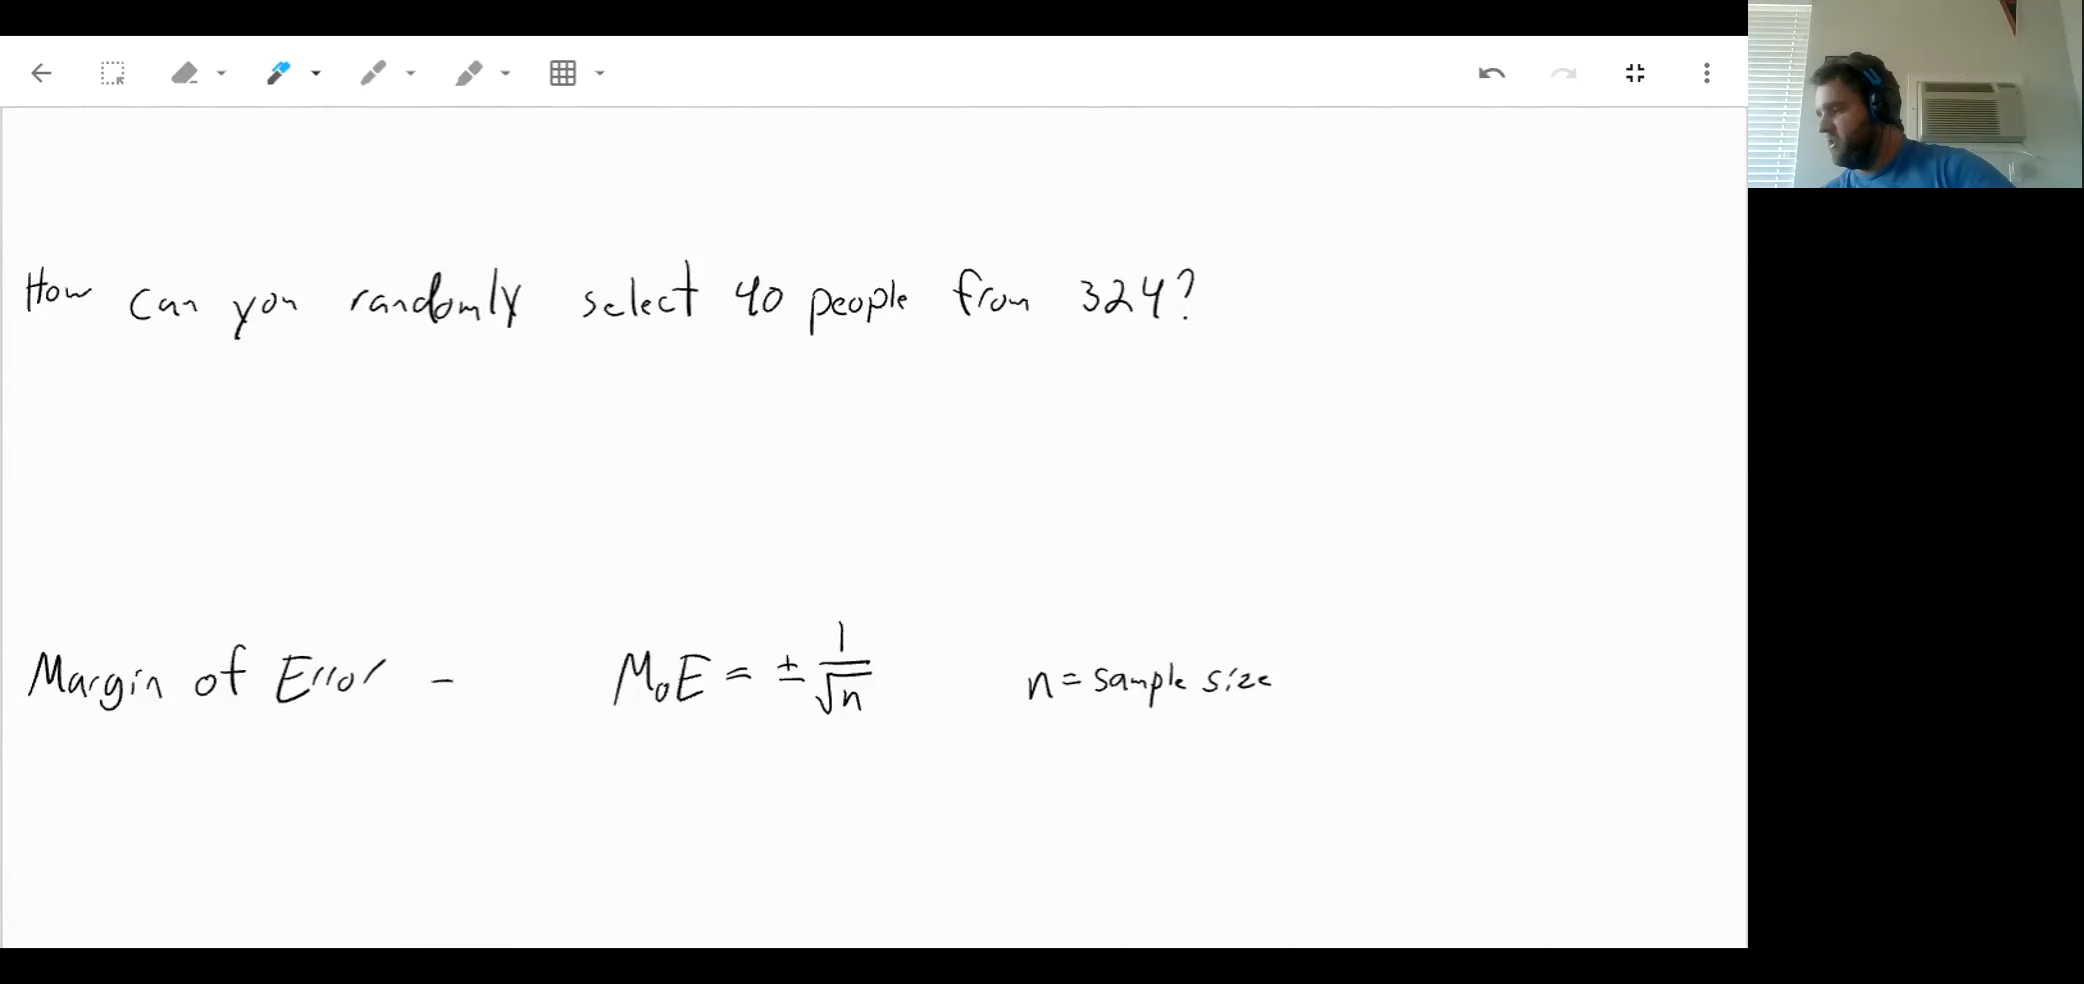 How can you randomly select 40 people from 324?
Margin of Error - MoE = ± 1/√n n = sample size